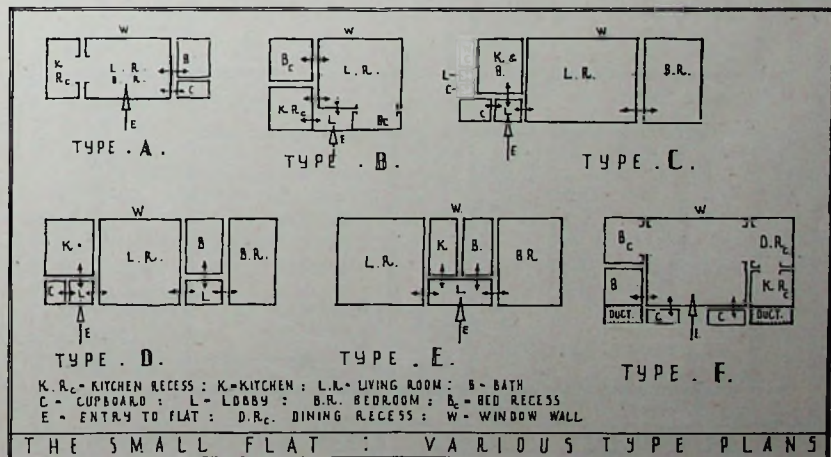 W
K
Rc
L.R.
B.R.
B
C
E
TYPE . A.
W
Bc
L.R.
K.Rc
L
Bc
E
TYPE . B.
W
L-
C-
K &
B.
L.R.
B.R.
C
L
E
TYPE . C.
W
K.
L.R.
B
B.R.
C
L
L
E
TYPE . D.
W.
L.R.
K
B.
BR
L
E
TYPE . E.
W
Bc
D.Rc
B
K Rc
DUCT.
C
C
DUCT.
E
TYPE . F.
K.Rc- KITCHEN RECESS : K=KITCHEN : L.R- LIVING ROOM : B- BATH
C - CUPBOARD : L - LOBBY : B.R. BEDROOM : Bc=BED RECESS
E - ENTRY TO FLAT : D.Rc. DINING RECESS : W- WINDOW WALL
THE SMALL FLAT : VARIOUS TYPE PLANS